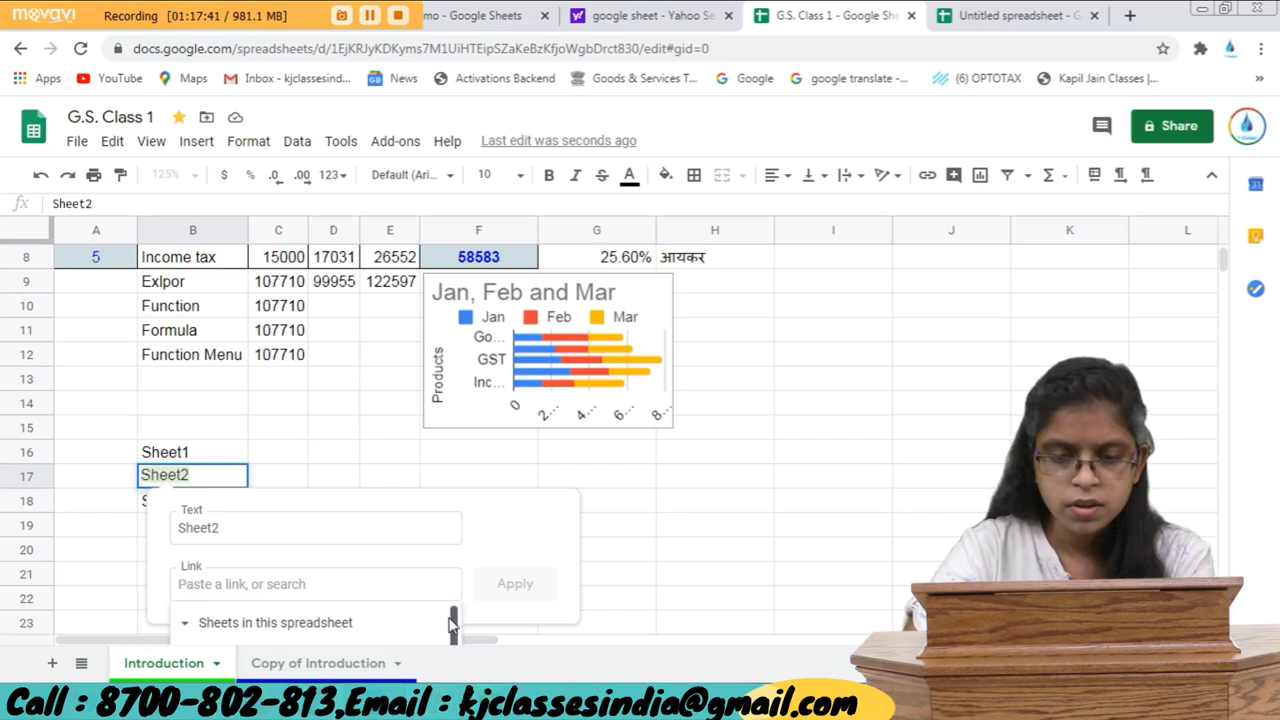 movavi
Recording | 01:17:41 / 981.1 MB |
mo - Google Sheets
google sheet - Yahoo Se
G.S. Class 1 - Google She
Untitled spreadsheet - G
docs.google.com/spreadsheets/d/1EjKRJyKDKyms7M1UiHTEipSZaKeBzKfjoWgbDrct830/edit#gid=0
Apps
YouTube
Maps
Inbox - kjclassesind...
News
Activations Backend
Goods & Services T...
Google
google translate -...
(6) OPTOTAX
Kapil Jain Classes |...
»
G.S. Class 1
Share
File Edit View Insert Format Data Tools Add-ons Help Last edit was seconds ago
125% $ % .0 .00 123 Default (Ari... 10 B I S A
fx Sheet2
A B C D E F G H I J K L
8 5 Income tax 15000 17031 26552 58583 25.60% आयकर
9 Exlpor 107710 99955 122597
10 Function 107710
11 Formula 107710
12 Function Menu 107710
13
14
15
16 Sheet1
17 Sheet2
18 S
19
20
21
22
23
Jan, Feb and Mar
Jan Feb Mar
Products
Go...
GST
Inc...
0 2... 4... 6... 8...
Text
Sheet2
Link
Paste a link, or search
Apply
Sheets in this spreadsheet
Introduction
Copy of Introduction
Call : 8700-802-813,Email : kjclassesindia@gmail.com